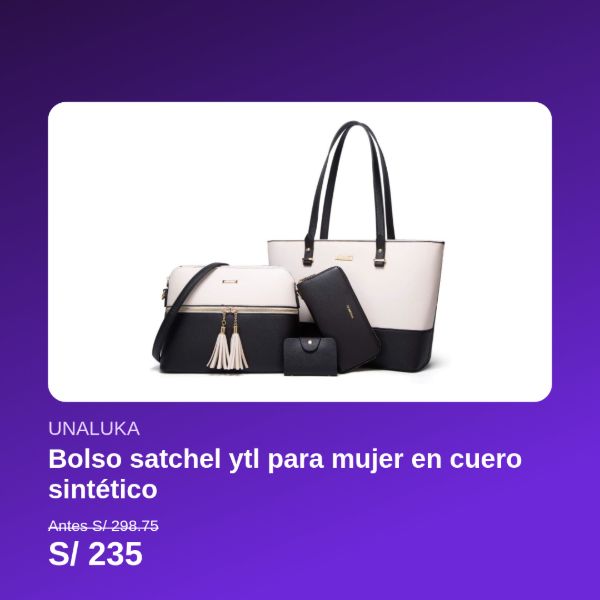 UNALUKA
Bolso satchel ytl para mujer en cuero
sintético
Antes S/ 298.75
S/ 235